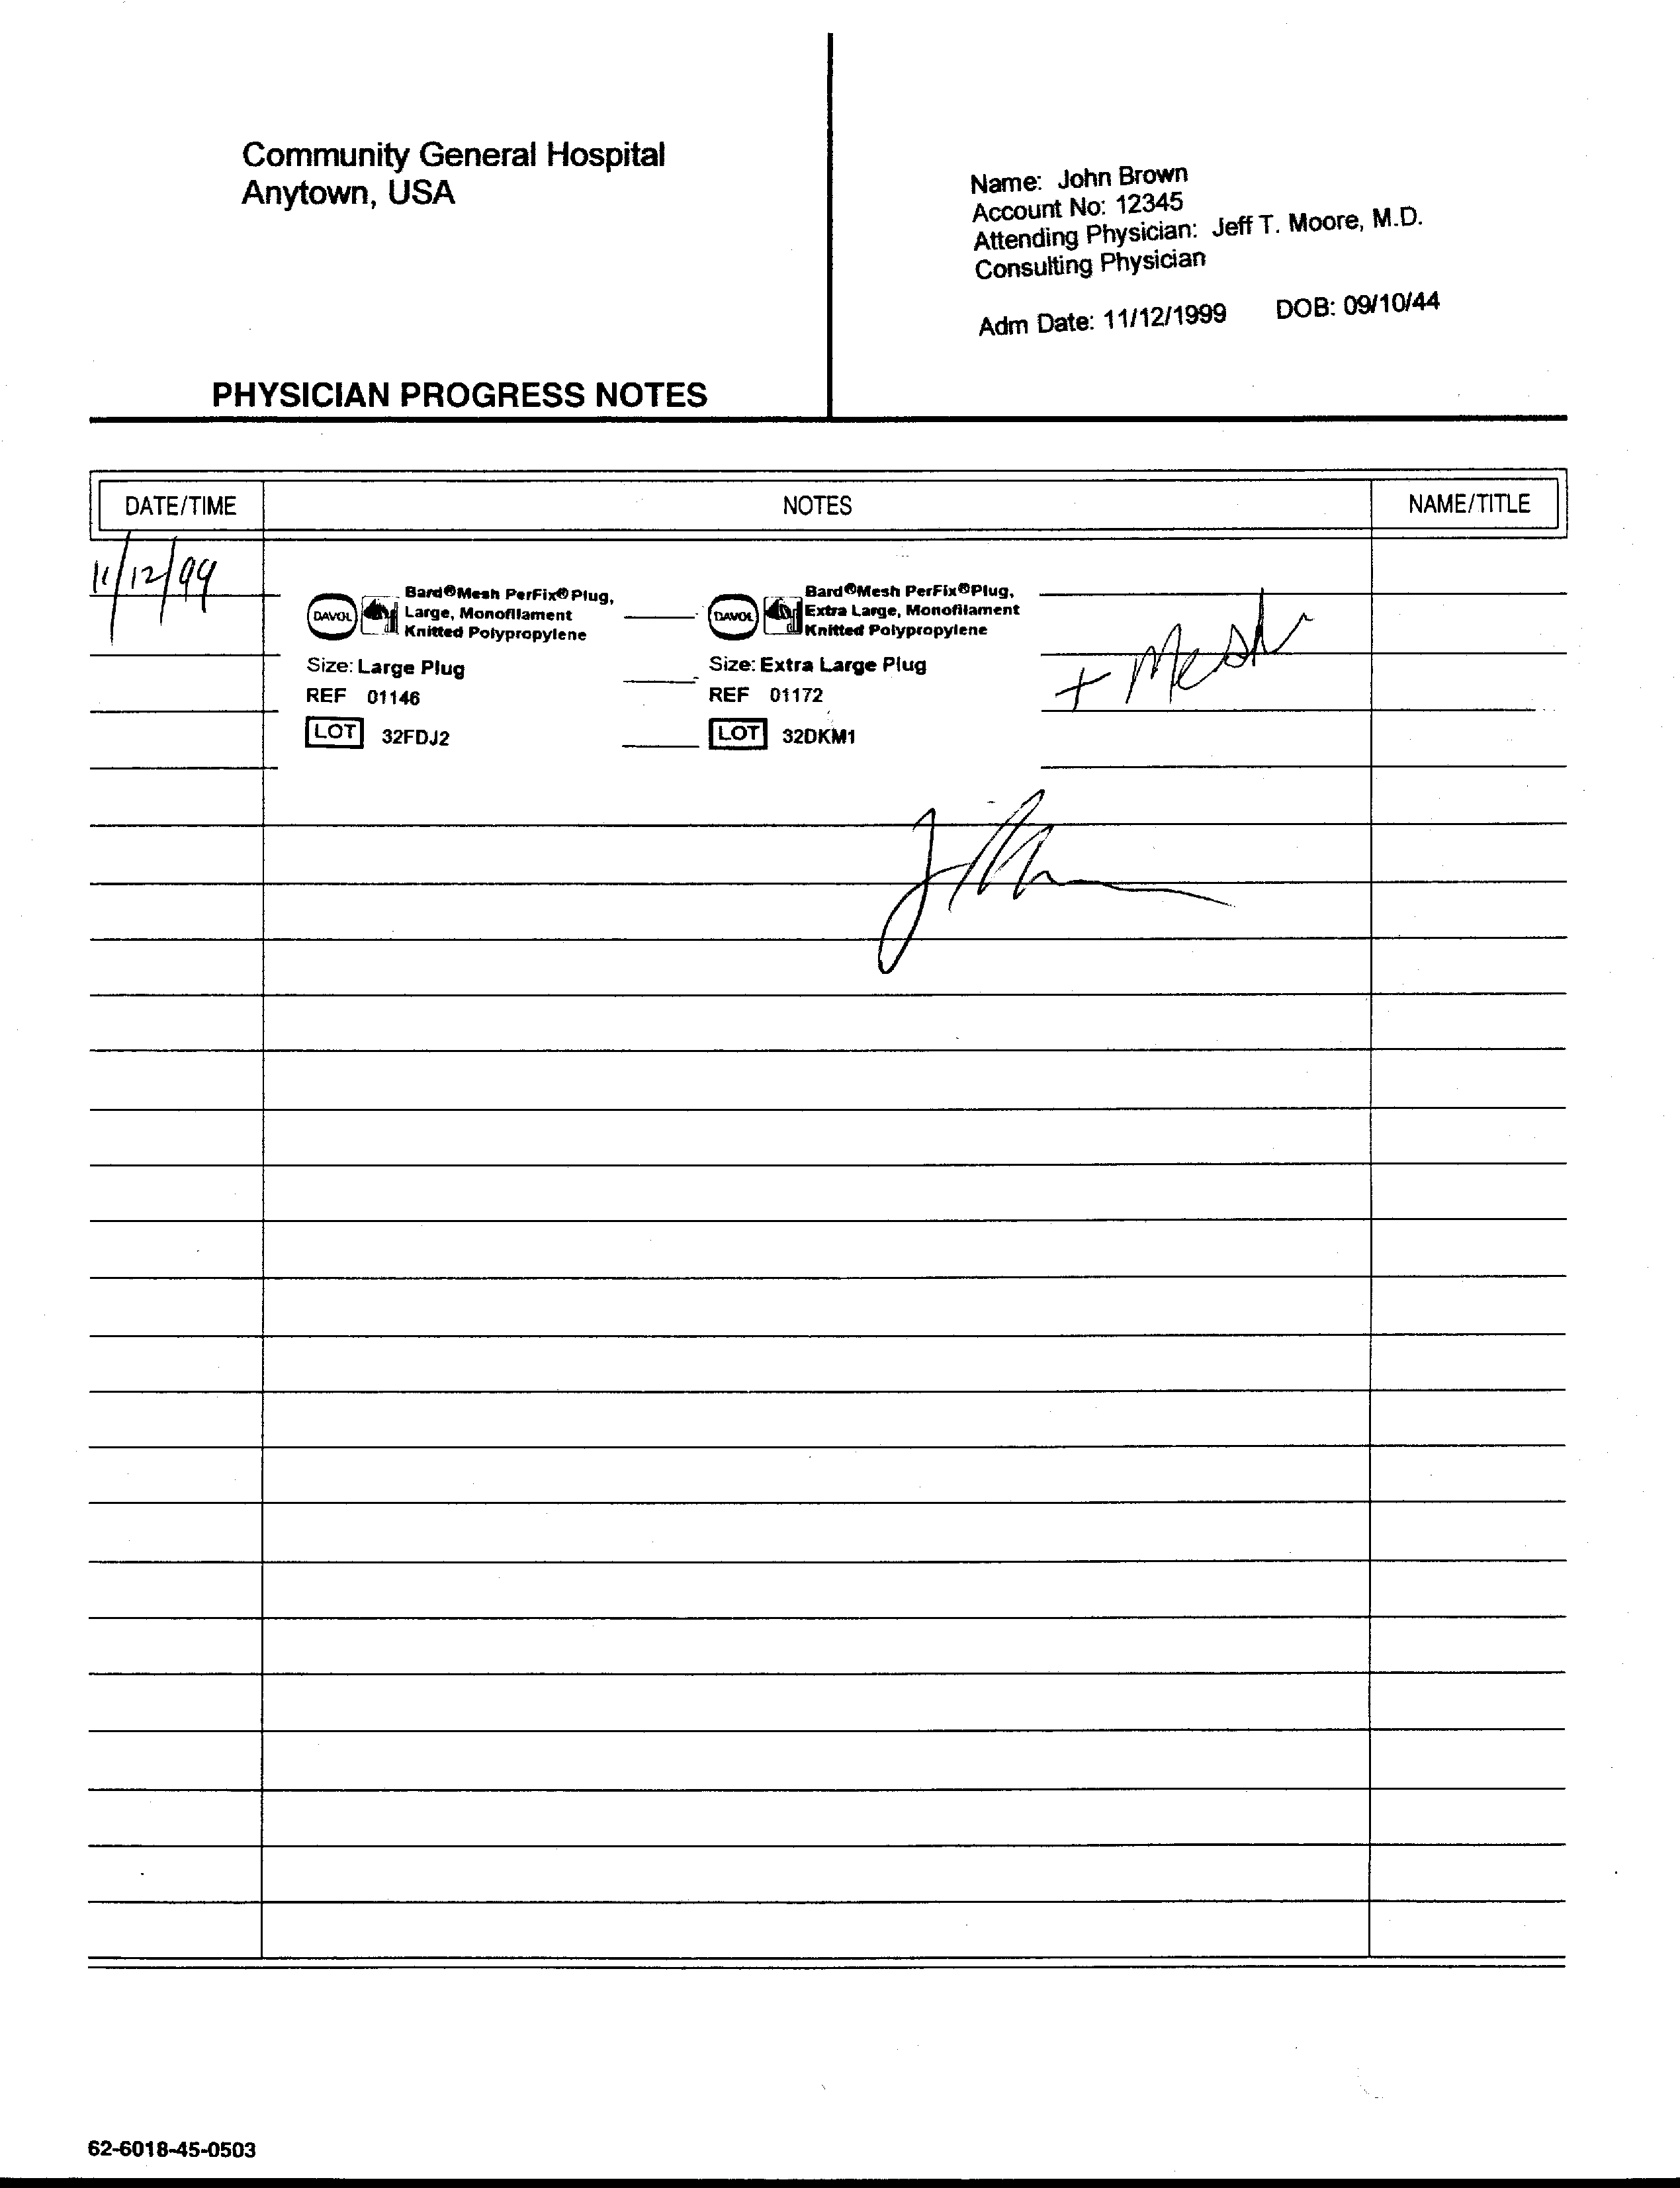 Community General Hospital
Anytown, USA
Name: John Brown
Account No: 12345
Attending Physician: Jeff T. Moore, M.D.
Consulting Physician
Adm Date: 11/12/1999 DOB: 09/10/44
PHYSICIAN PROGRESS NOTES
DATE/TIME NOTES NAME/TITLE
11/12/99
DAVOL
Bard®Mesh PerFix®Plug,
Large, Monofilament
Knitted Polypropylene
Size: Large Plug
REF 01146
LOT 32FDJ2
DAVOL
Bard®Mesh PerFix®Plug,
Extra Large, Monofilament
Knitted Polypropylene
Size: Extra Large Plug
REF 01172
LOT 32DKM1
+ Mesh
62-6018-45-0503